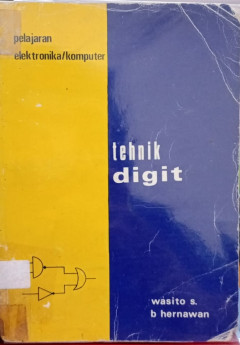 pelajaran
elektronika/komputer
tehnik
digit
wasito s.
b hernawan